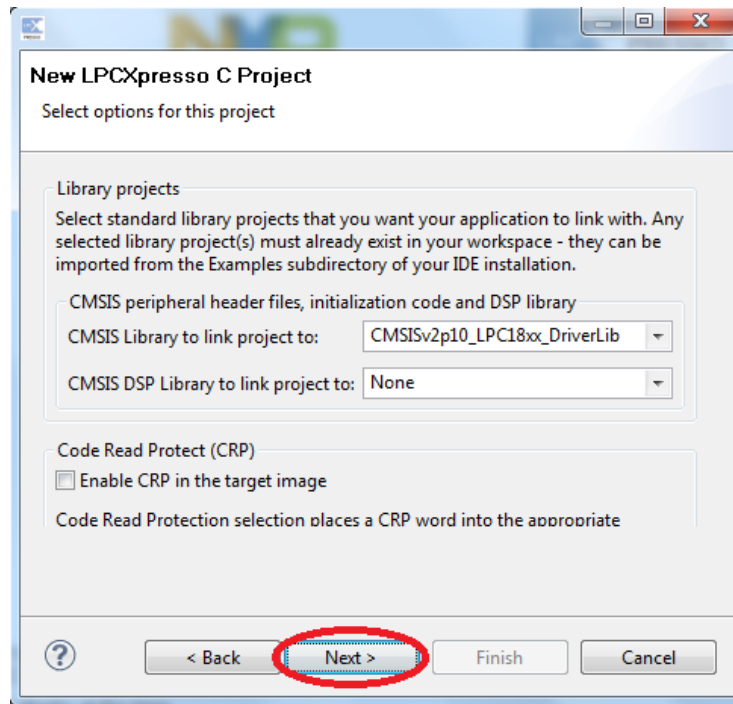 New LPCXpresso C Project
Select options for this project
Library projects
Select standard library projects that you want your application to link with. Any
selected library project(s) must already exist in your workspace - they can be
imported from the Examples subdirectory of your IDE installation.
CMSIS peripheral header files, initialization code and DSP library
CMSIS Library to link project to: CMSISv2p10_LPC18xx_DriverLib
CMSIS DSP Library to link project to: None
Code Read Protect (CRP)
Enable CRP in the target image
Code Read Protection selection places a CRP word into the appropriate
? < Back Next > Finish Cancel